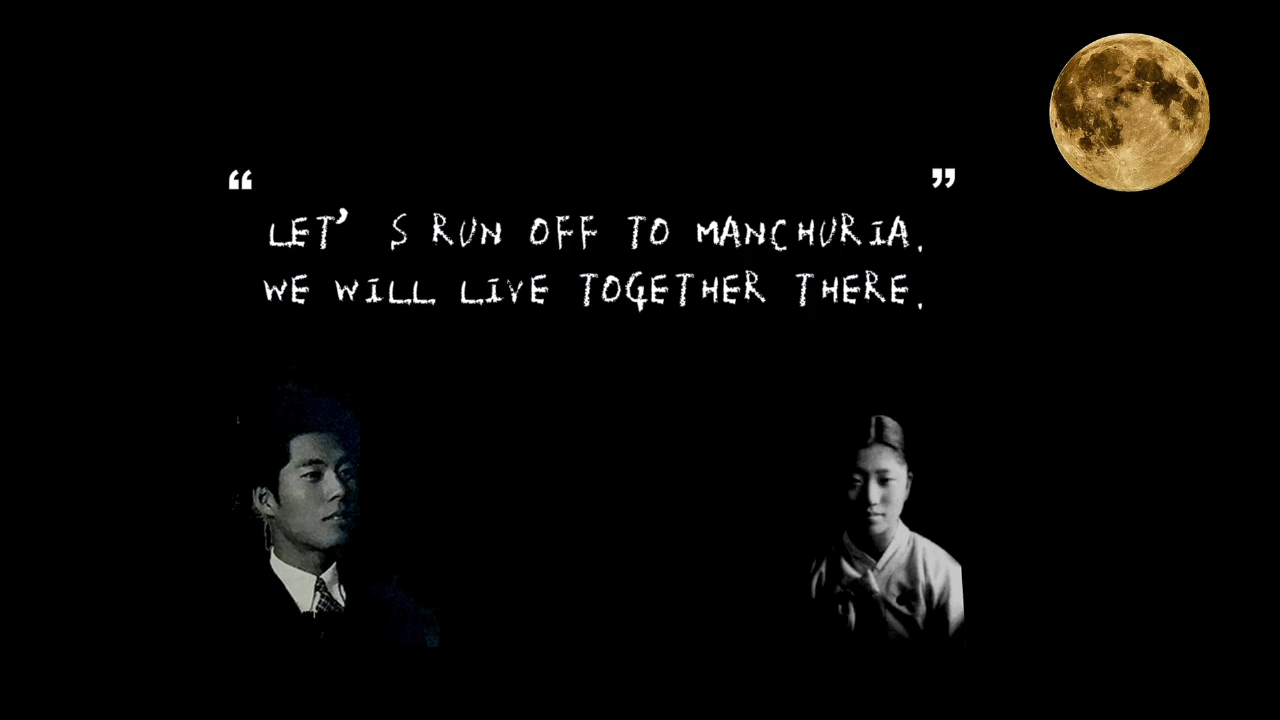 “ LET’ S RUN OFF TO MANCHURIA. ”
WE WILL LIVE TOGETHER THERE.